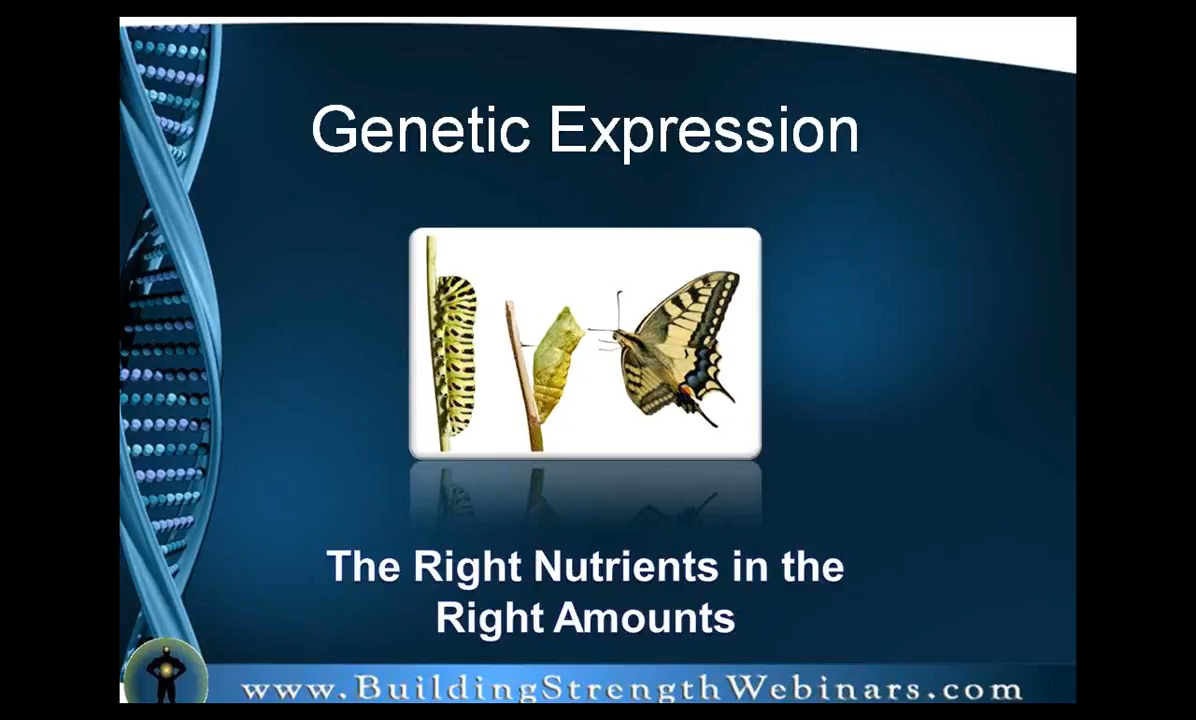 Genetic Expression
The Right Nutrients in the
Right Amounts
www.BuildingStrengthWebinars.com